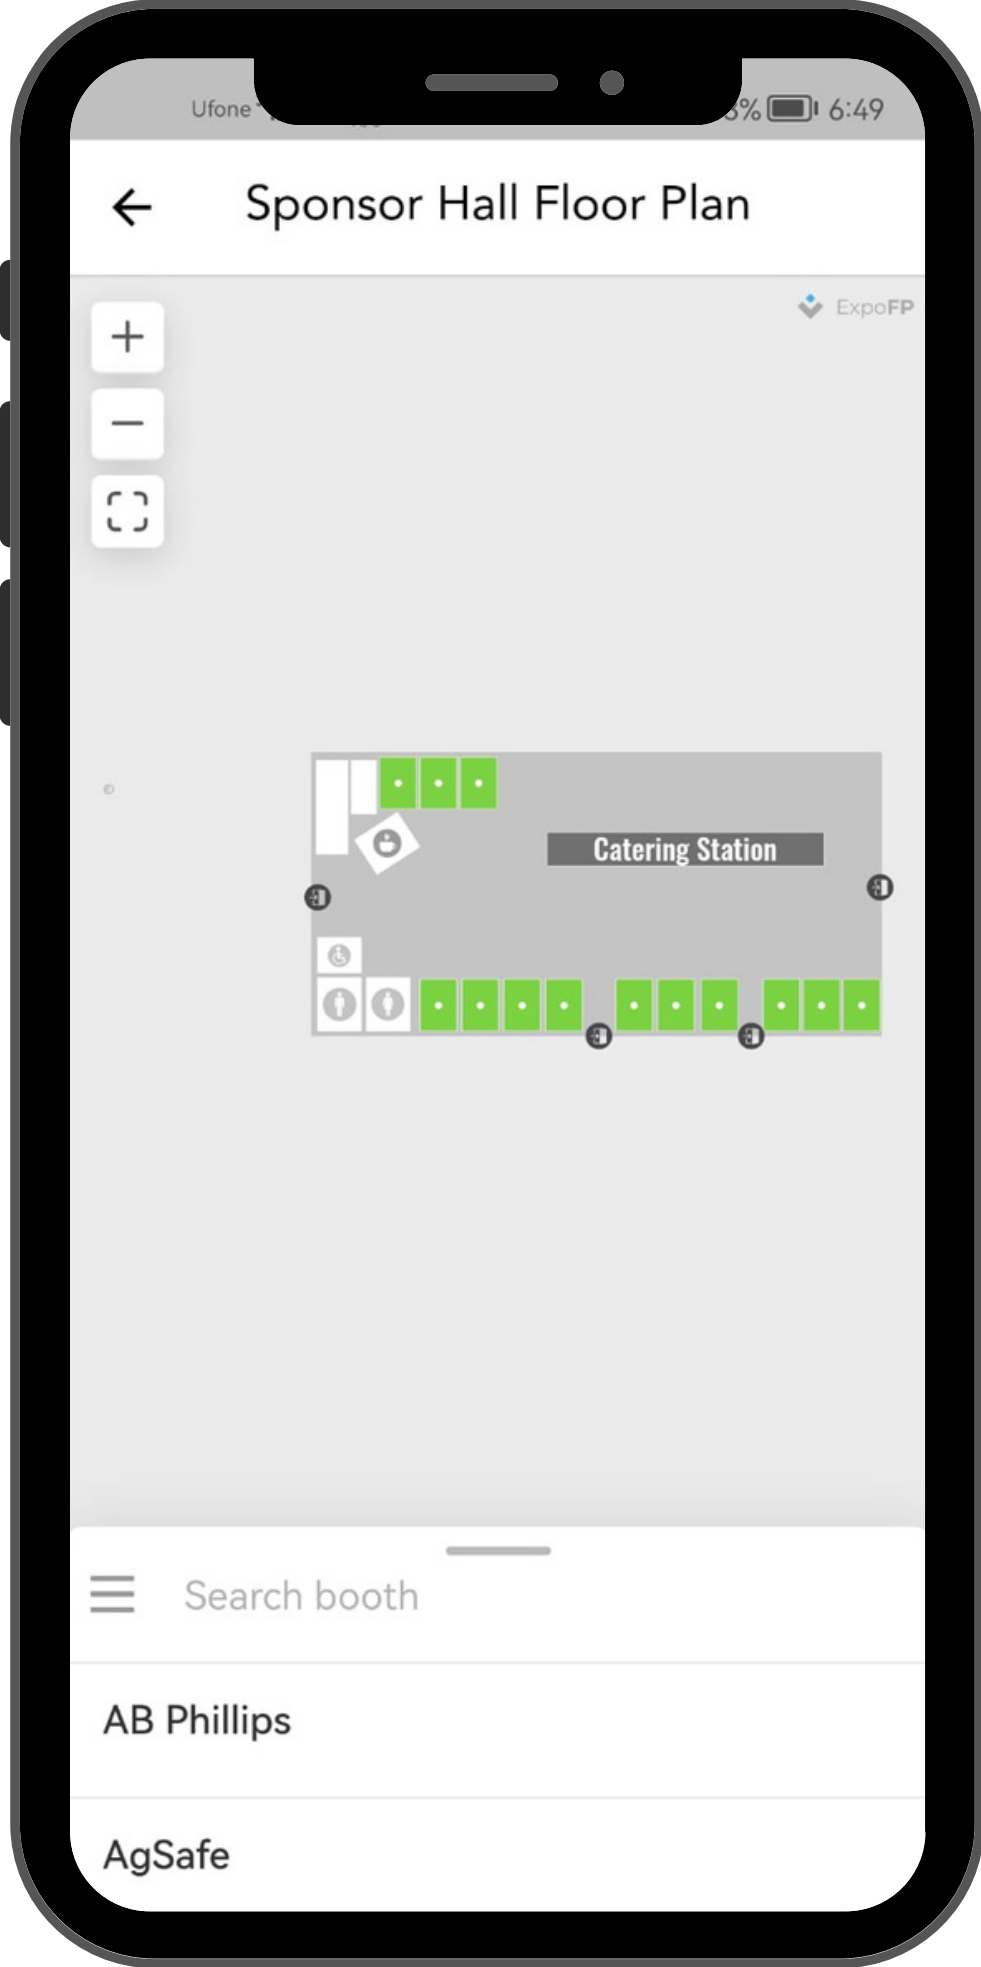 Ufone
% 6:49
Sponsor Hall Floor Plan
ExpoFP
©
Catering Station
Search booth
AB Phillips
AgSafe